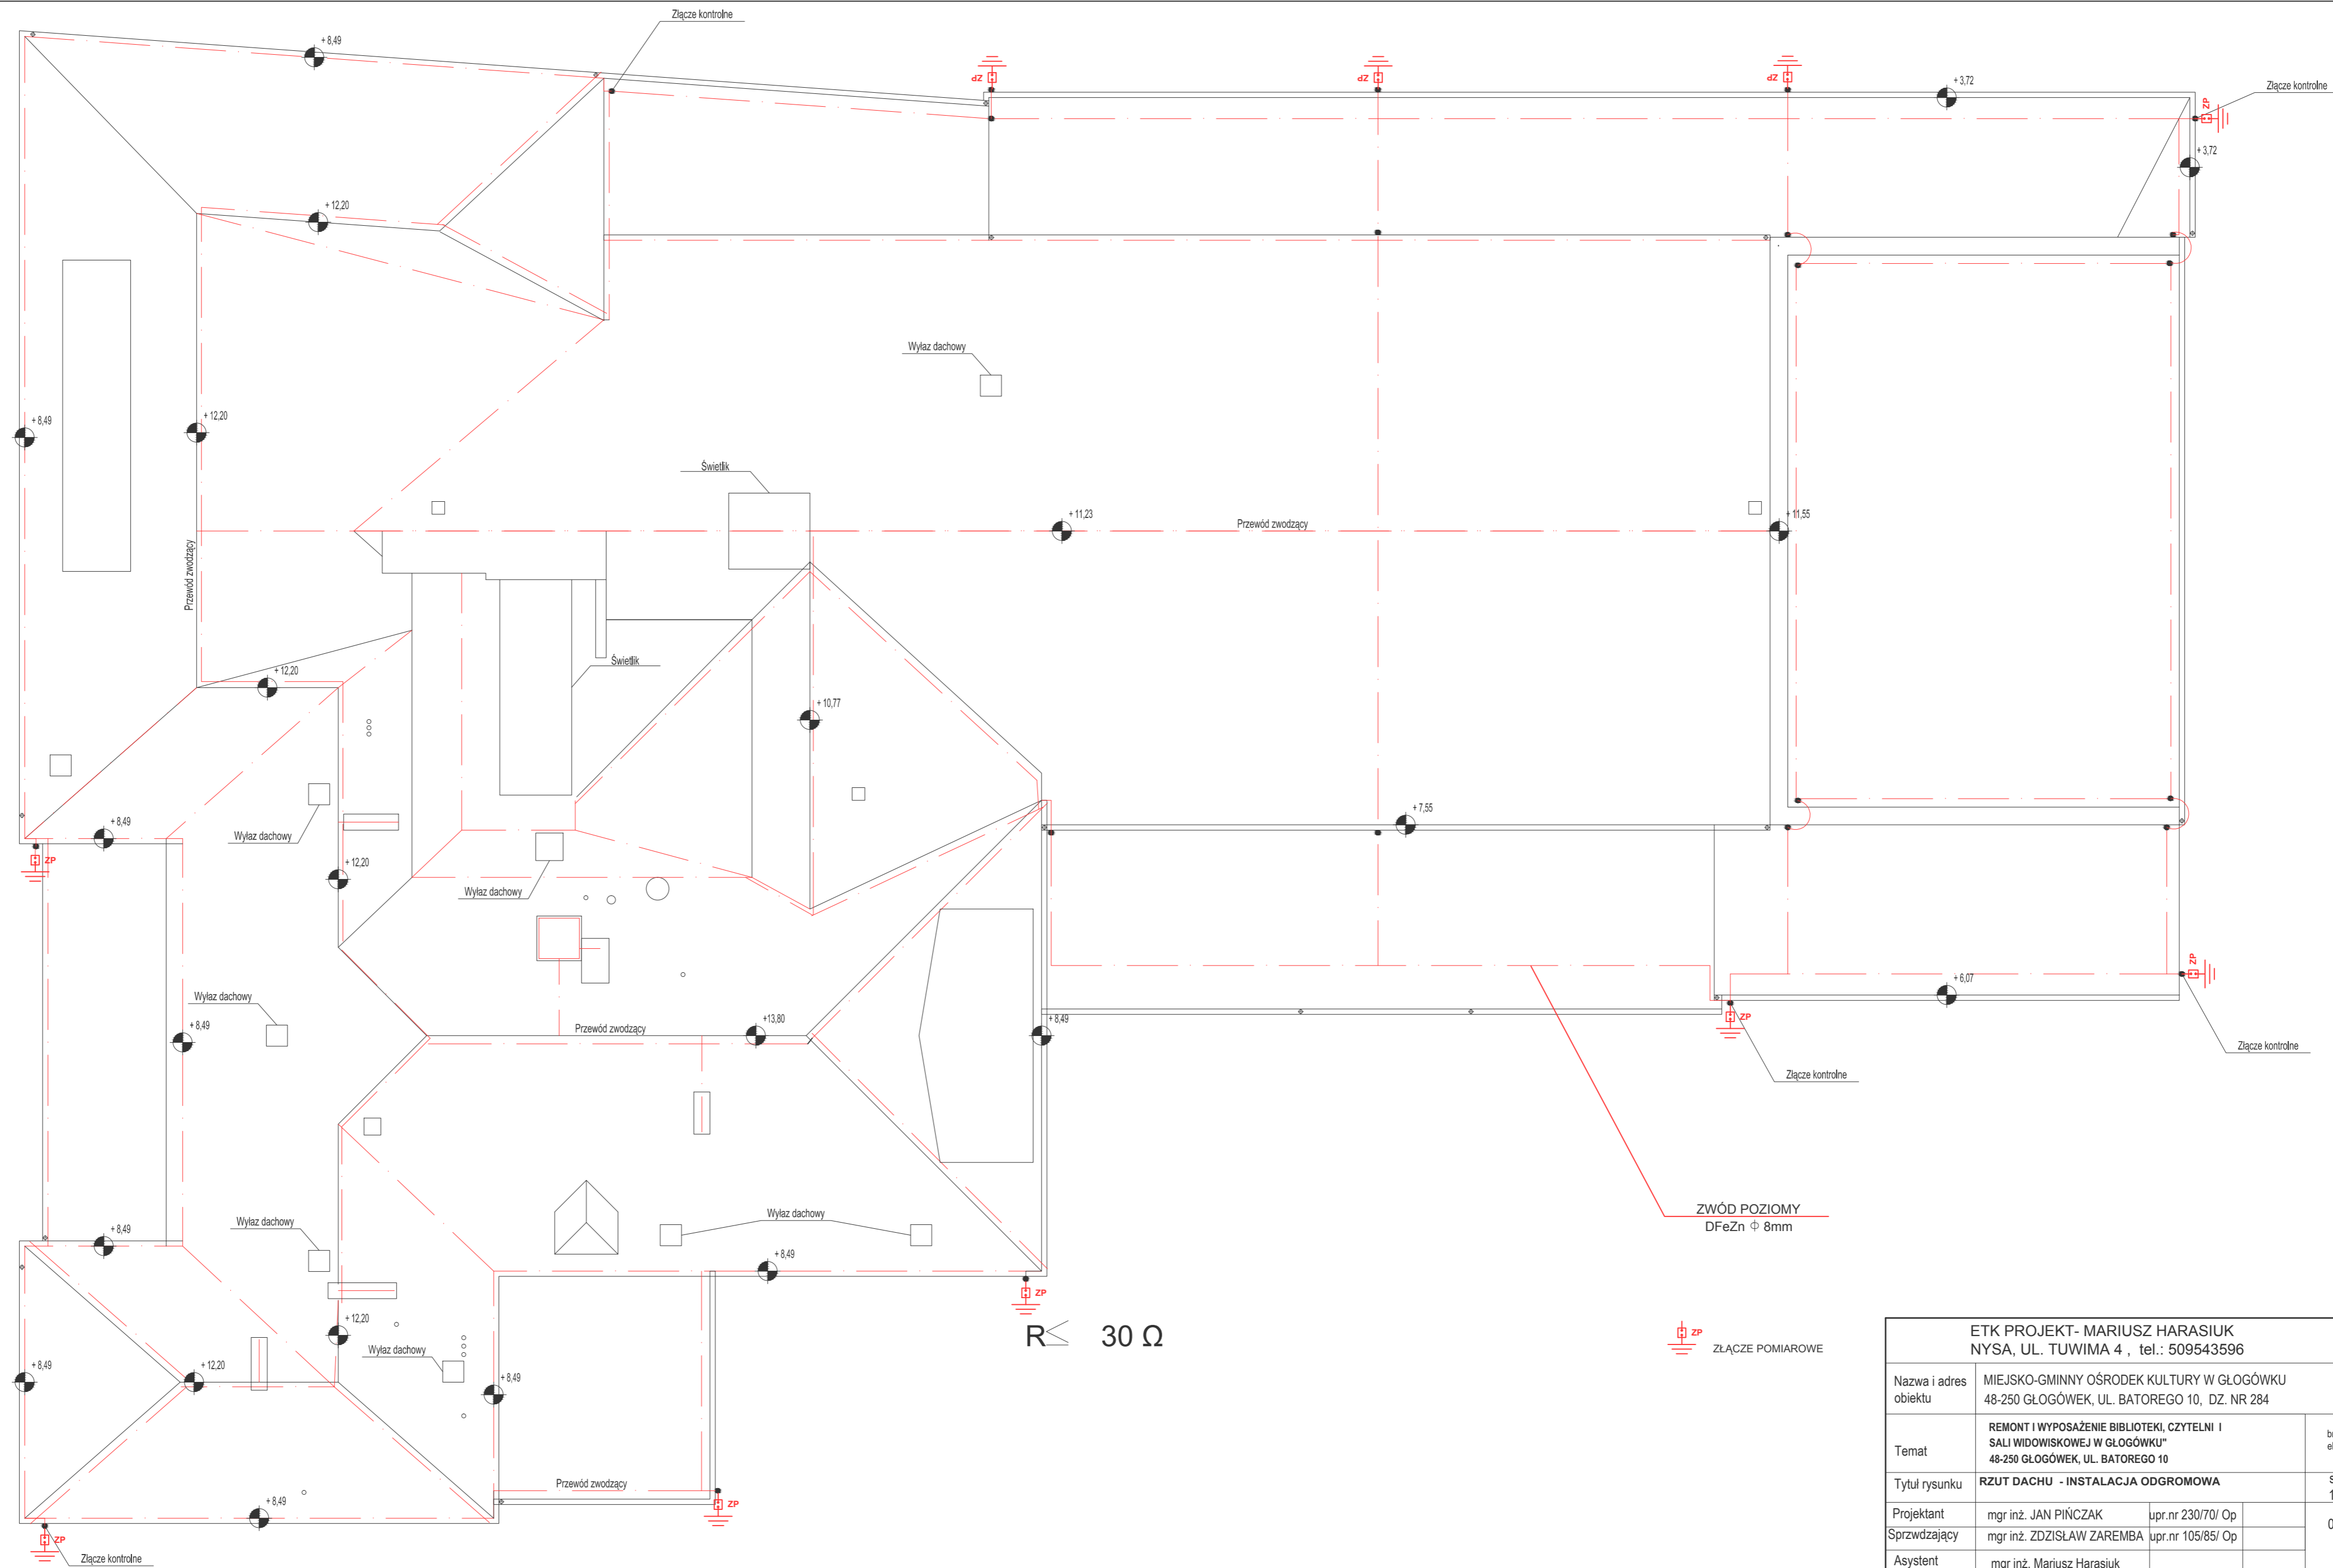 Złącze kontrolne
+ 8,49
ZP
ZP
ZP
+ 3,72
Złącze kontrolne
ZP
+ 3,72
+ 12,20
Wyłaz dachowy
+ 8,49
+ 12,20
Świetlik
+ 11,23
Przewód zwodzący
+ 11,55
Przewód zwodzący
Świetlik
+ 12,20
+ 10,77
+ 7,55
+ 8,49
Wyłaz dachowy
ZP
+ 12,20
Wyłaz dachowy
Wyłaz dachowy
+ 8,49
Przewód zwodzący
+13,80
+ 8,49
ZP
+ 6,07
ZP
Złącze kontrolne
Złącze kontrolne
ZWÓD POZIOMY
DFeZn ϕ 8mm
Wyłaz dachowy
Wyłaz dachowy
+ 8,49
+ 8,49
ZP
+ 12,20
Wyłaz dachowy
+ 8,49
+ 12,20
+ 8,49
R< 30 Ω
ZP
ZŁĄCZE POMIAROWE
Przewód zwodzący
ZP
+ 8,49
ZP
Złącze kontrolne
ETK PROJEKT- MARIUSZ HARASIUK
NYSA, UL. TUWIMA 4 , tel.: 509543596
Nazwa i adres obiektu
MIEJSKO-GMINNY OŚRODEK KULTURY W GŁOGÓWKU
48-250 GŁOGÓWEK, UL. BATOREGO 10, DZ. NR 284
Temat
REMONT I WYPOSAŻENIE BIBLIOTEKI, CZYTELNI I
SALI WIDOWISKOWEJ W GŁOGÓWKU"
48-250 GŁOGÓWEK, UL. BATOREGO 10
Tytuł rysunku
RZUT DACHU - INSTALACJA ODGROMOWA
Projektant mgr inż. JAN PIŃCZAK upr.nr 230/70/ Op
Sprzwdzający mgr inż. ZDZISŁAW ZAREMBA upr.nr 105/85/ Op
Asystent mgr inż. Mariusz Harasiuk